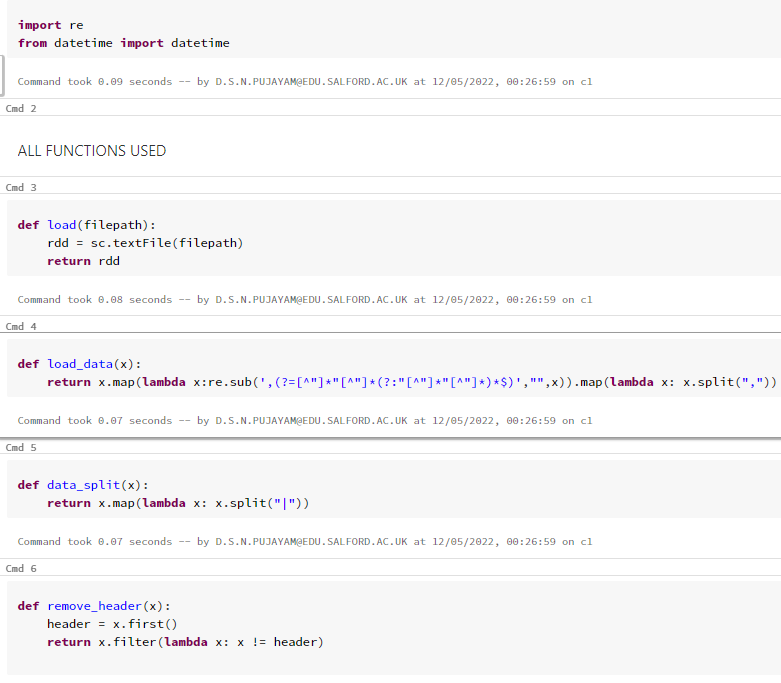 import re
from datetime import datetime
Command took 0.09 seconds -- by D.S.N.PUJAYAM@EDU.SALFORD.AC.UK at 12/05/2022, 00:26:59 on c1
Cmd 2
ALL FUNCTIONS USED
Cmd 3
def load(filepath):
    rdd = sc.textFile(filepath)
    return rdd
Command took 0.08 seconds -- by D.S.N.PUJAYAM@EDU.SALFORD.AC.UK at 12/05/2022, 00:26:59 on c1
Cmd 4
def load_data(x):
    return x.map(lambda x:re.sub(',(?=[^"]*"[^"]*(?:"[^"]*"[^"]*)*$)',"",x)).map(lambda x: x.split(","))
Command took 0.07 seconds -- by D.S.N.PUJAYAM@EDU.SALFORD.AC.UK at 12/05/2022, 00:26:59 on c1
Cmd 5
def data_split(x):
    return x.map(lambda x: x.split("|"))
Command took 0.07 seconds -- by D.S.N.PUJAYAM@EDU.SALFORD.AC.UK at 12/05/2022, 00:26:59 on c1
Cmd 6
def remove_header(x):
    header = x.first()
    return x.filter(lambda x: x != header)